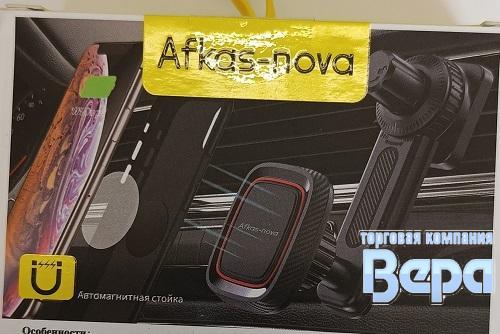 Afkas-nova
Afkas-nova
торговая компания
Вера
Автомагнитная стойка
Особенности: